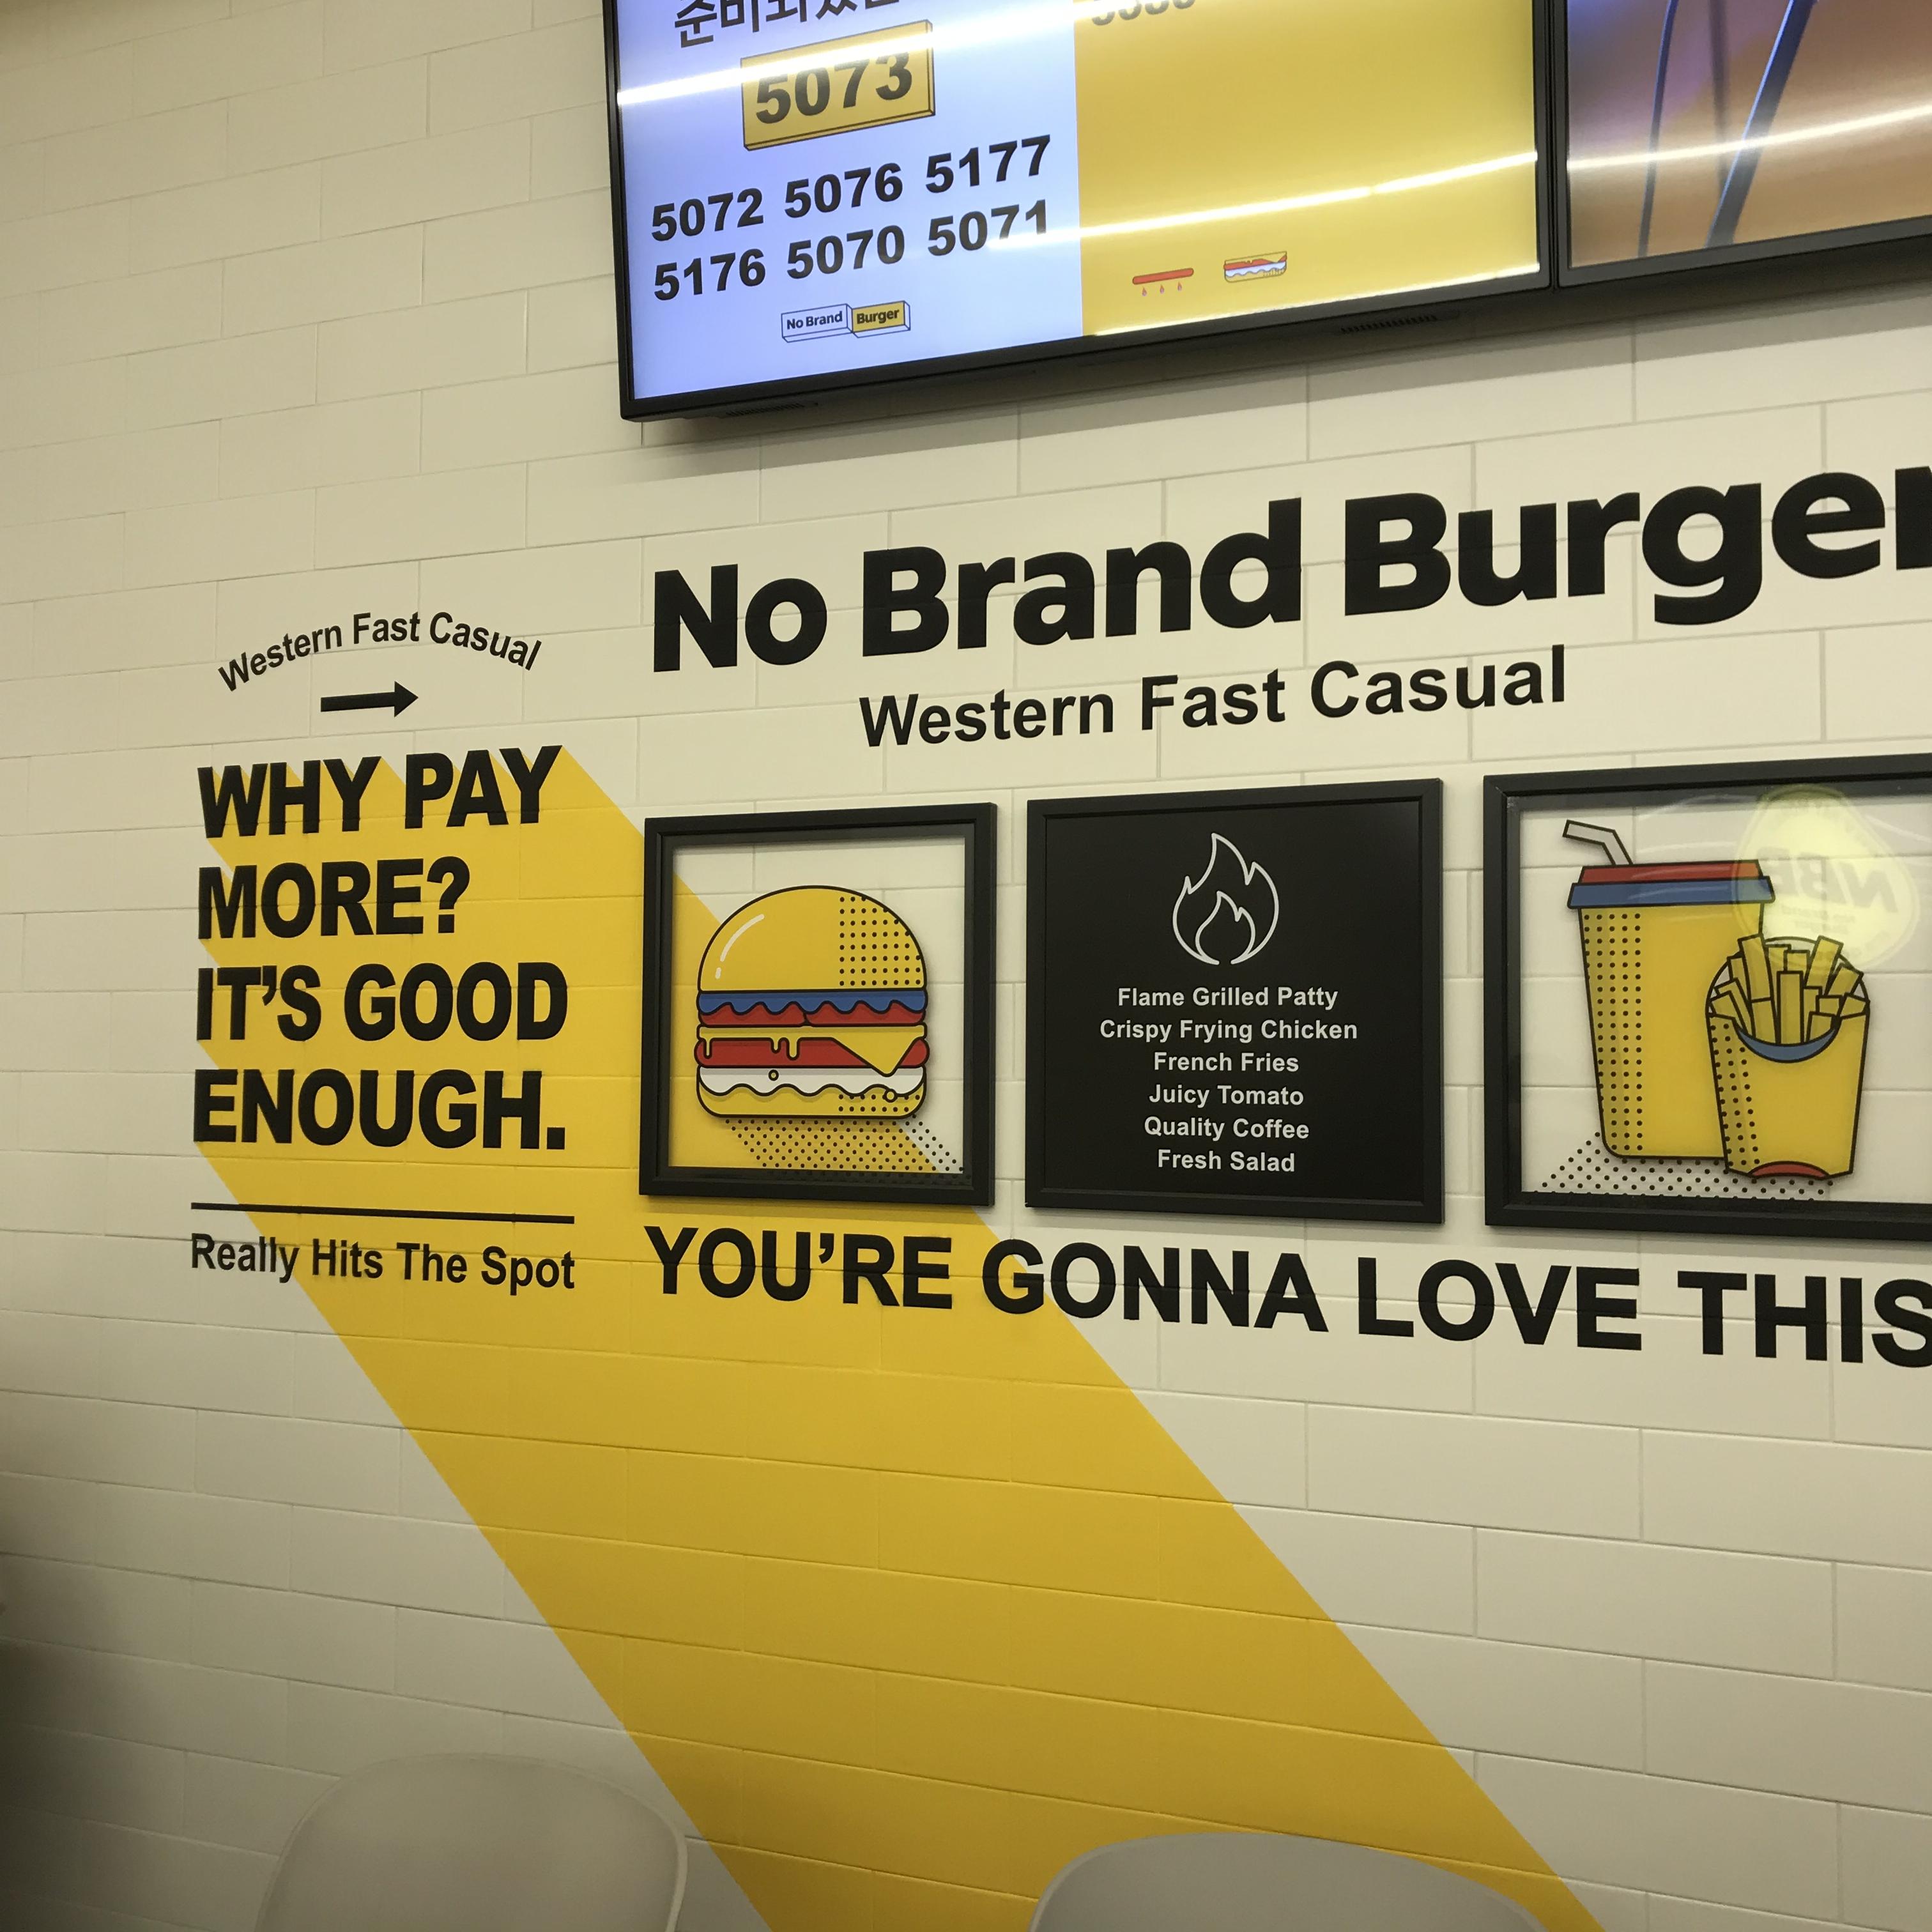 5073
5072 5076 5177
5176 5070 5071
No Brand Burger
No Brand Burger
Western Fast Casual
Western Fast Casual
WHY PAY
MORE?
IT'S GOOD
ENOUGH.
Really Hits The Spot
Flame Grilled Patty
Crispy Frying Chicken
French Fries
Juicy Tomato
Quality Coffee
Fresh Salad
NBB
YOU'RE GONNA LOVE THIS